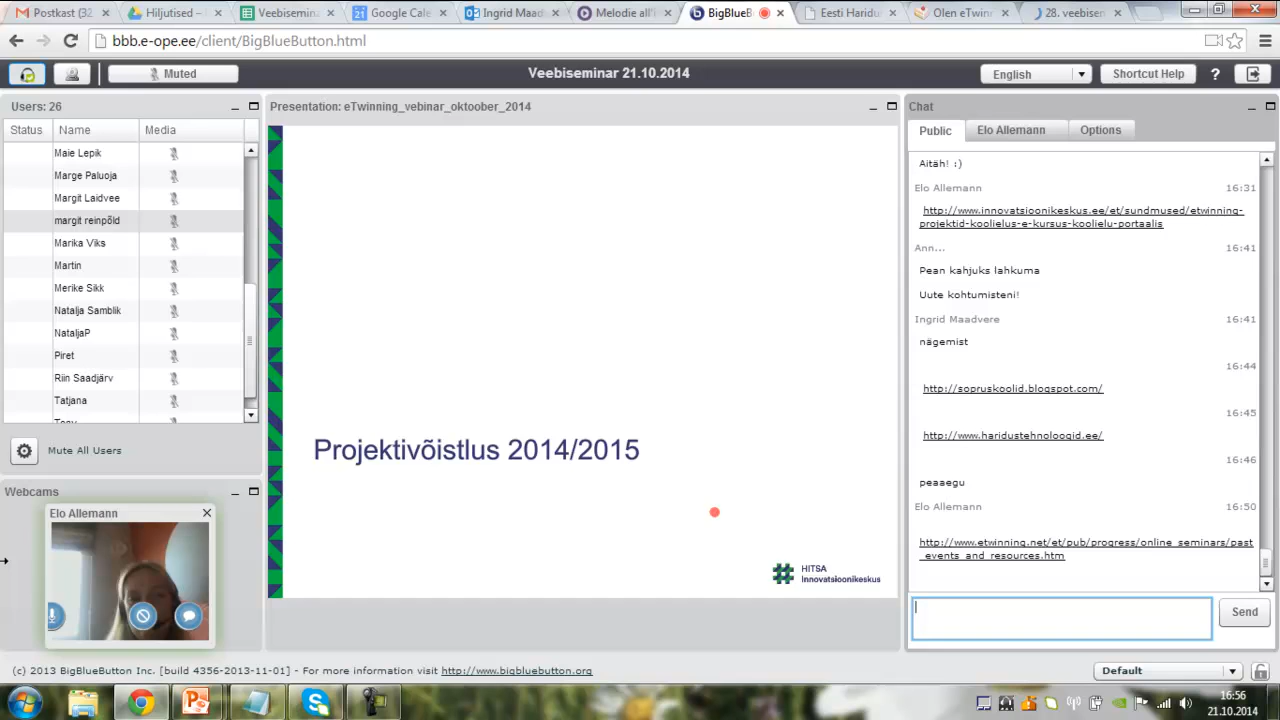 Postkast (32
Hiljutised -
Veebisemina
Google Cale
Ingrid Maad
Melodie all'i
BigBlueB
Eesti Haridu
Olen eTwinn
28. veebisen
bbb.e-ope.ee/client/BigBlueButton.html
Muted
Veebiseminar 21.10.2014
English
Shortcut Help
?
Users: 26
Status Name Media
Maie Lepik
Marge Paluoja
Margit Laidvee
margit reinpõld
Marika Viks
Martin
Merike Sikk
Natalja Samblik
NataljaP
Piret
Riin Saadjärv
Tatjana
Mute All Users
Webcams
Elo Allemann
Presentation: eTwinning_vebinar_oktoober_2014
Projektivõistlus 2014/2015
HITSA
Innovatsioonikeskus
Chat
Public
Elo Allemann
Options
Aitäh! :)
Elo Allemann 16:31
http://www.innovatsioonikeskus.ee/et/sundmused/etwinning-
projektid-koolielus-e-kursus-koolielu-portaalis
Ann... 16:41
Pean kahjuks lahkuma
Uute kohtumisteni!
Ingrid Maadvere 16:41
nägemist
16:44
http://sopruskoolid.blogspot.com/
16:45
http://www.haridustehnoloogid.ee/
16:46
peaaegu
Elo Allemann 16:50
http://www.etwinning.net/et/pub/progress/online_seminars/past
_events_and_resources.htm
Send
(c) 2013 BigBlueButton Inc. [build 4356-2013-11-01] - For more information visit http://www.bigbluebutton.org
Default
16:56
21.10.2014